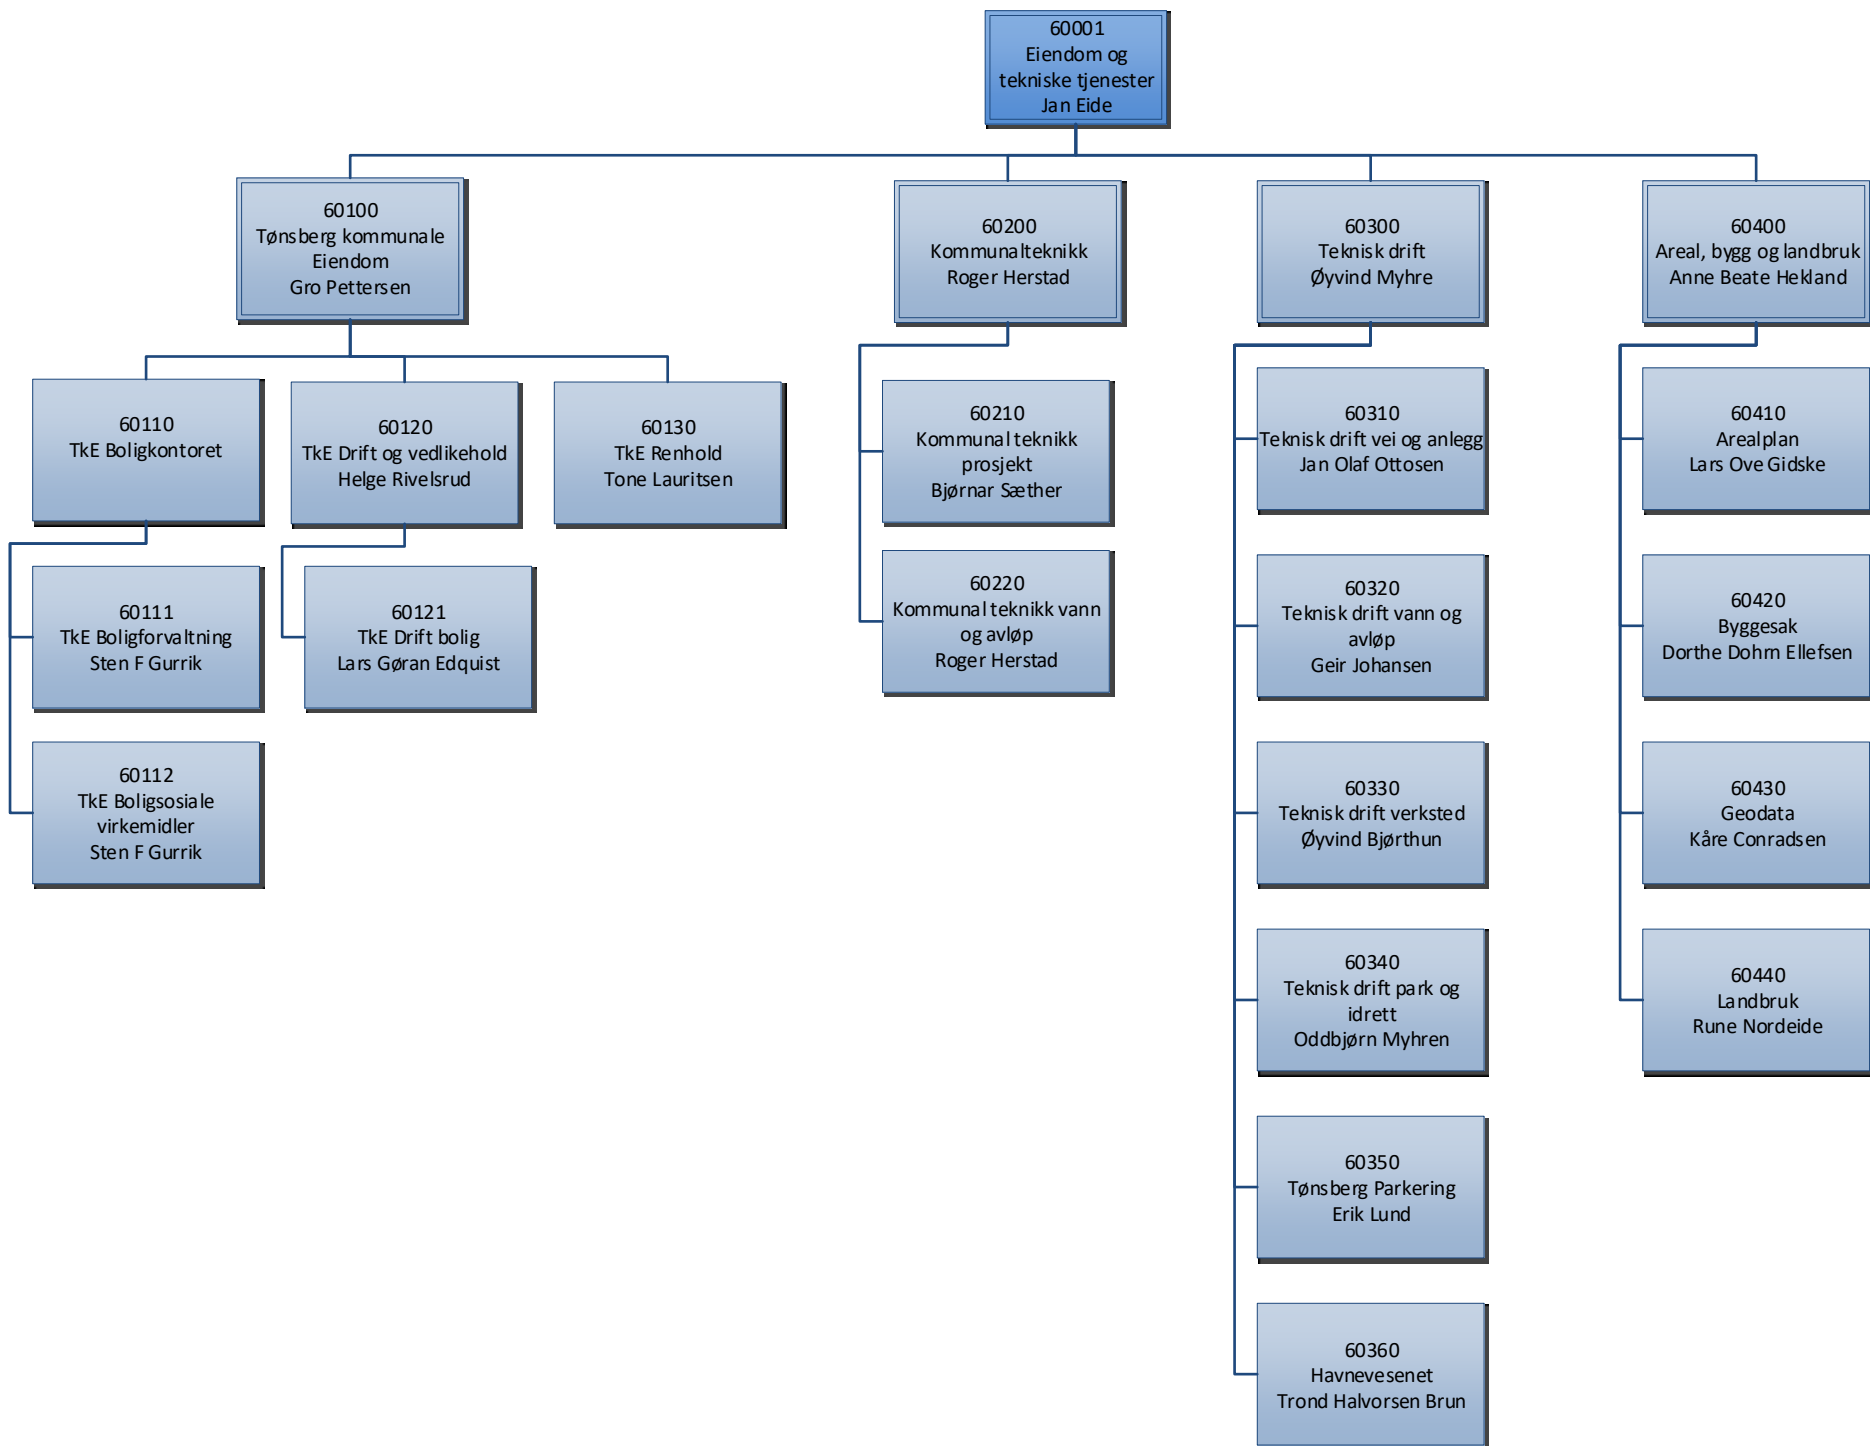 60001
Eiendom og
tekniske tjenester
Jan Eide
60100
Tønsberg kommunale
Eiendom
Gro Pettersen
60200
Kommunalteknikk
Roger Herstad
60300
Teknisk drift
Øyvind Myhre
60400
Areal, bygg og landbruk
Anne Beate Hekland
60110
TkE Boligkontoret
60120
TkE Drift og vedlikehold
Helge Rivelsrud
60130
TkE Renhold
Tone Lauritsen
60111
TkE Boligforvaltning
Sten F Gurrik
60121
TkE Drift bolig
Lars Gøran Edquist
60112
TkE Boligsosiale
virkemidler
Sten F Gurrik
60210
Kommunal teknikk
prosjekt
Bjørnar Sæther
60220
Kommunal teknikk vann
og avløp
Roger Herstad
60310
Teknisk drift vei og anlegg
Jan Olaf Ottosen
60320
Teknisk drift vann og
avløp
Geir Johansen
60330
Teknisk drift verksted
Øyvind Bjørthun
60340
Teknisk drift park og
idrett
Oddbjørn Myhren
60350
Tønsberg Parkering
Erik Lund
60360
Havnevesenet
Trond Halvorsen Brun
60410
Arealplan
Lars Ove Gidske
60420
Byggesak
Dorthe Dohrn Ellefsen
60430
Geodata
Kåre Conradsen
60440
Landbruk
Rune Nordeide